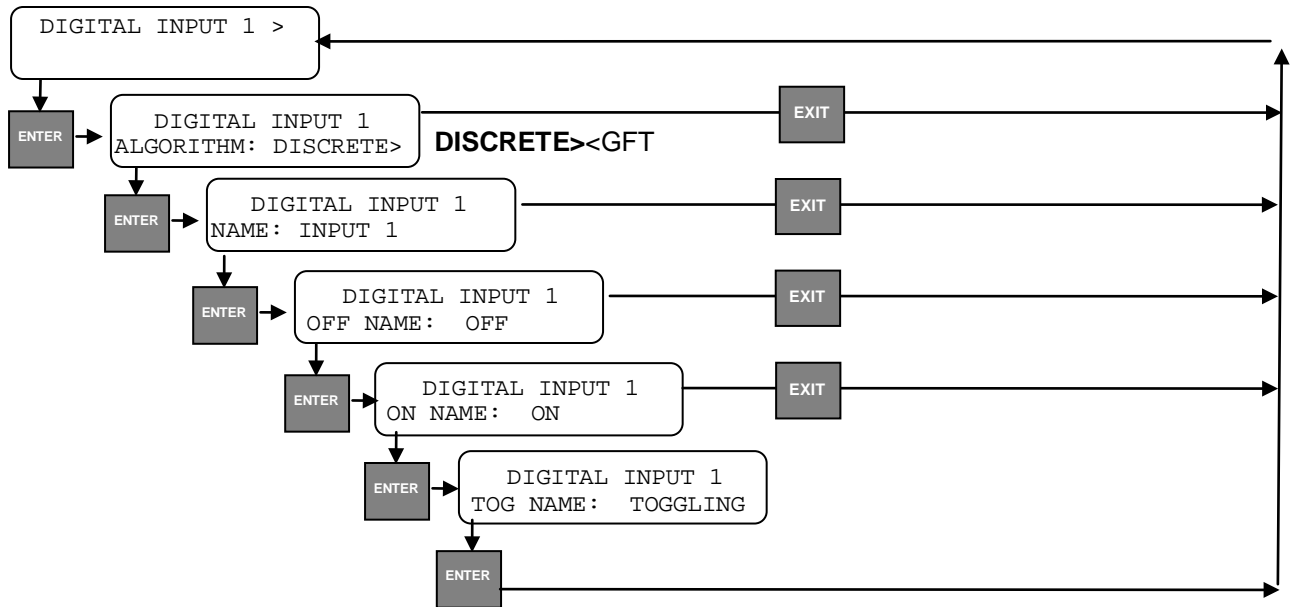 DIGITAL INPUT 1 >
ENTER
DIGITAL INPUT 1
ALGORITHM: DISCRETE>
DISCRETE><GFT
EXIT
ENTER
DIGITAL INPUT 1
NAME: INPUT 1
EXIT
ENTER
DIGITAL INPUT 1
OFF NAME: OFF
EXIT
ENTER
DIGITAL INPUT 1
ON NAME: ON
EXIT
ENTER
DIGITAL INPUT 1
TOG NAME: TOGGLING
ENTER